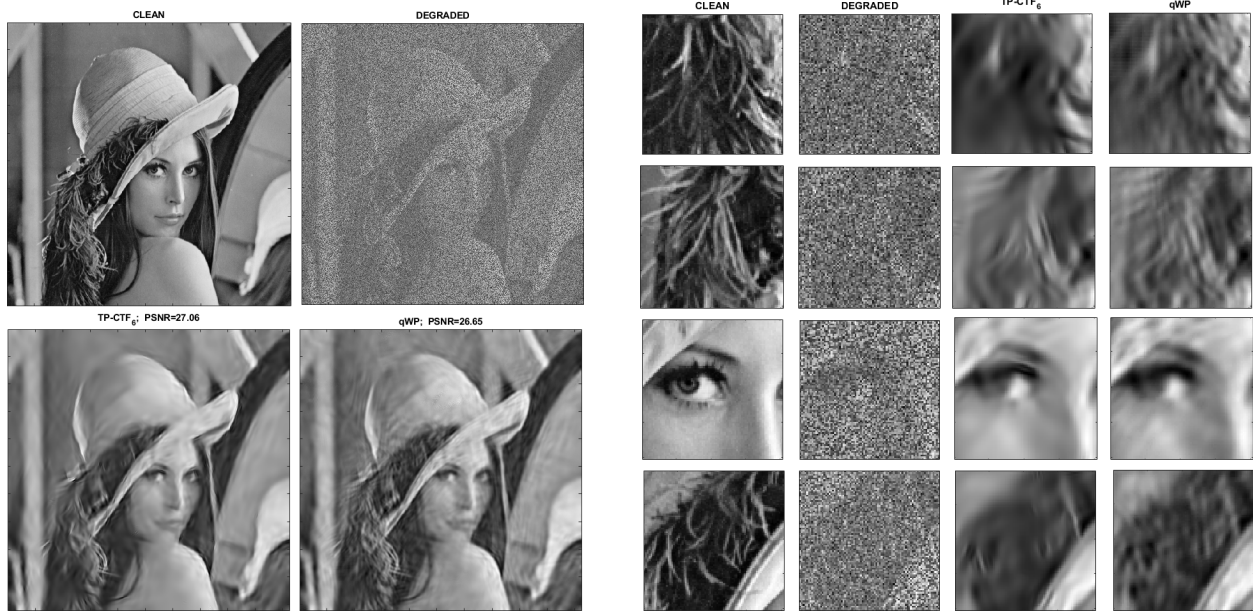 CLEAN
DEGRADED
TP-CTF₆; PSNR=27.06
qWP; PSNR=26.65
CLEAN
DEGRADED
TP-CTF₆
qWP